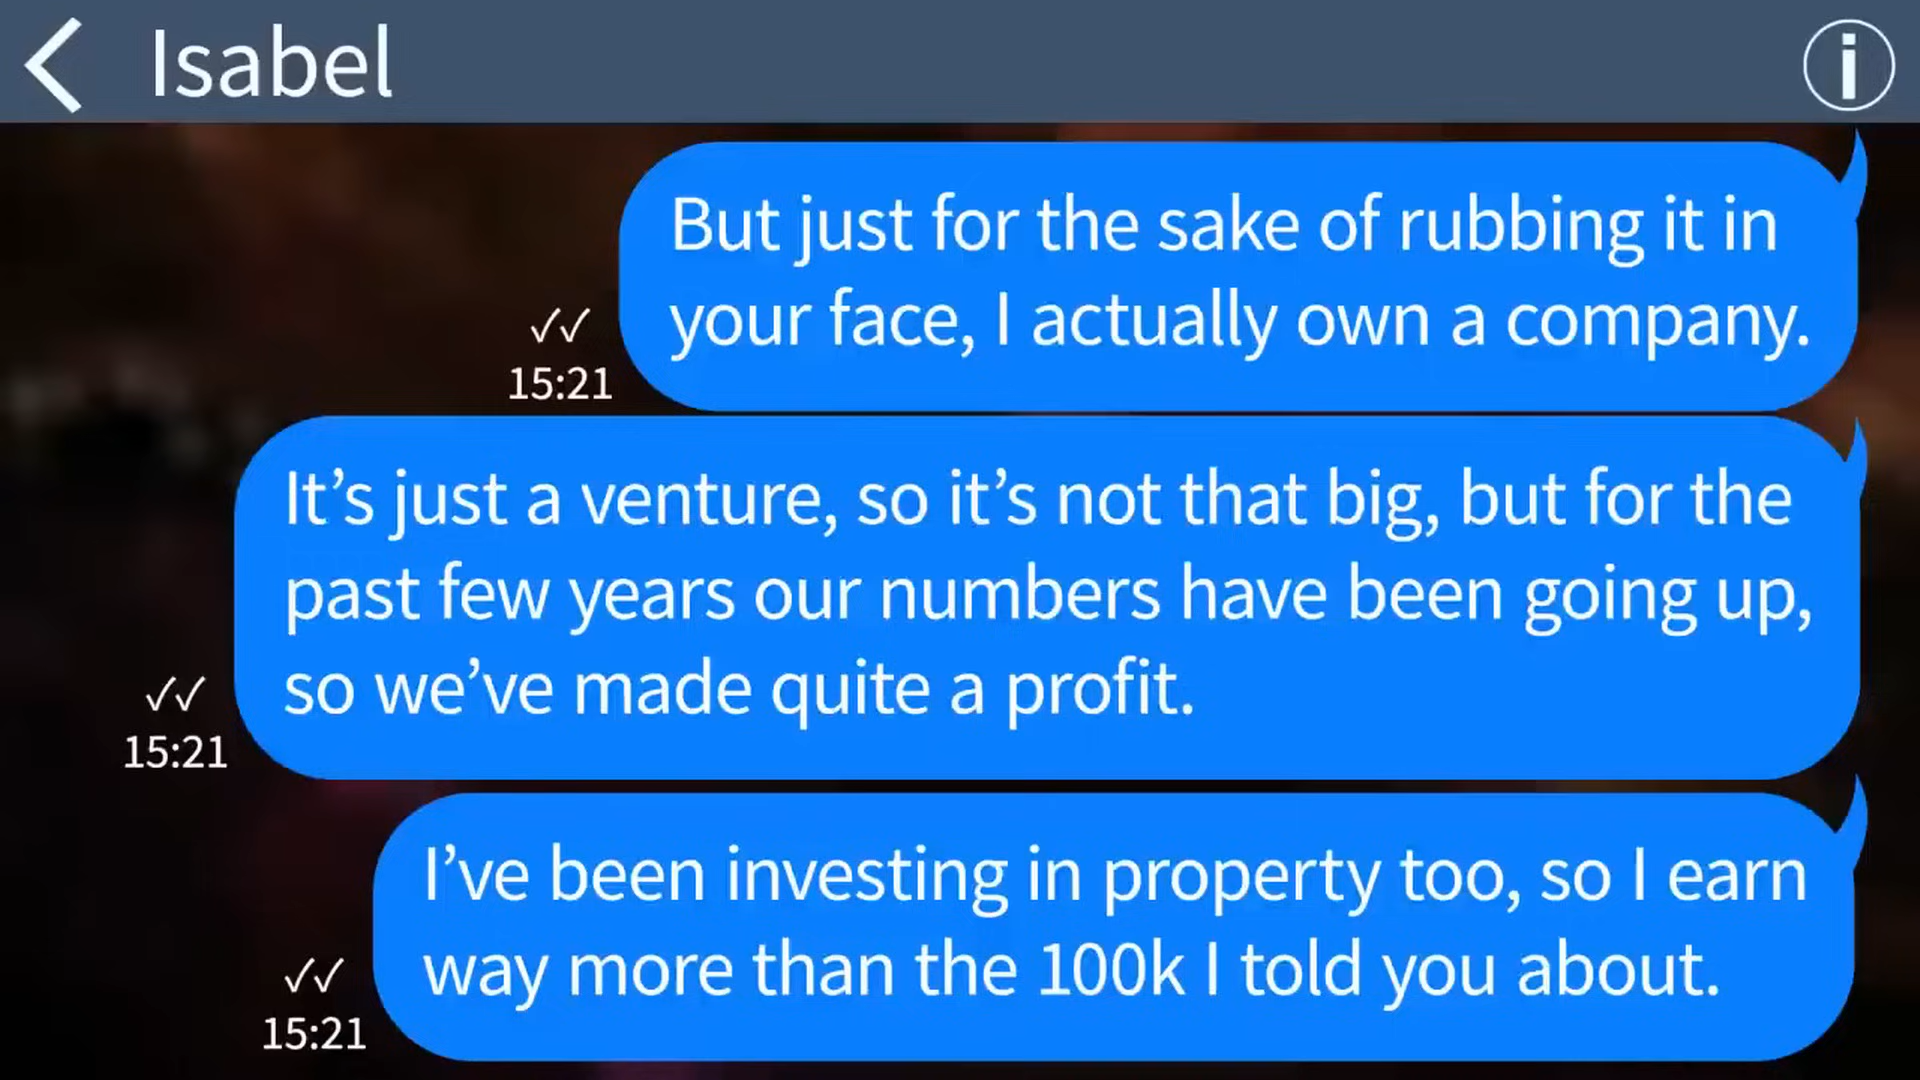 Isabel
But just for the sake of rubbing it in
your face, I actually own a company.
✓✓
15:21
It’s just a venture, so it’s not that big, but for the
past few years our numbers have been going up,
so we’ve made quite a profit.
✓✓
15:21
I’ve been investing in property too, so I earn
way more than the 100k I told you about.
✓✓
15:21